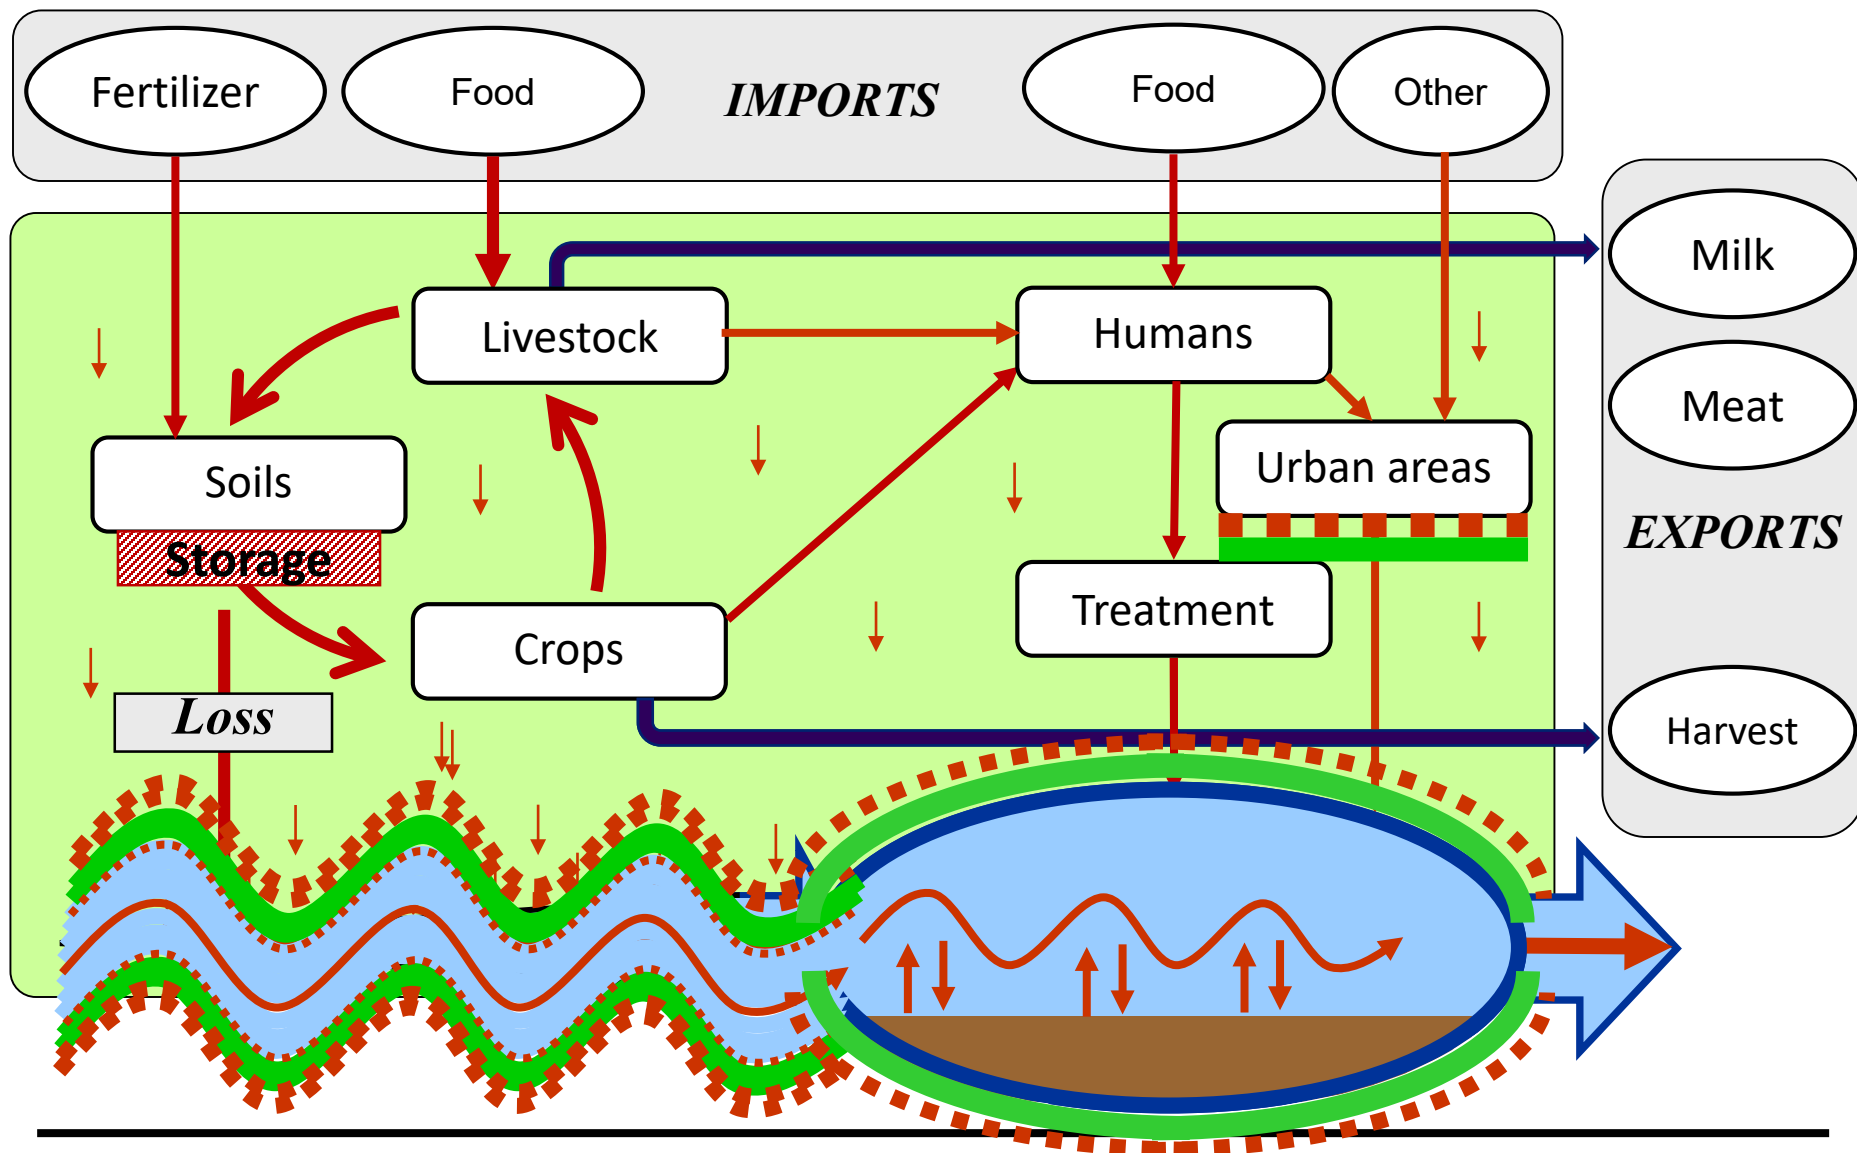 Fertilizer
Food
IMPORTS
Food
Other
Milk
Livestock
Humans
Meat
Soils
Urban areas
Storage
EXPORTS
Treatment
Crops
Loss
Harvest